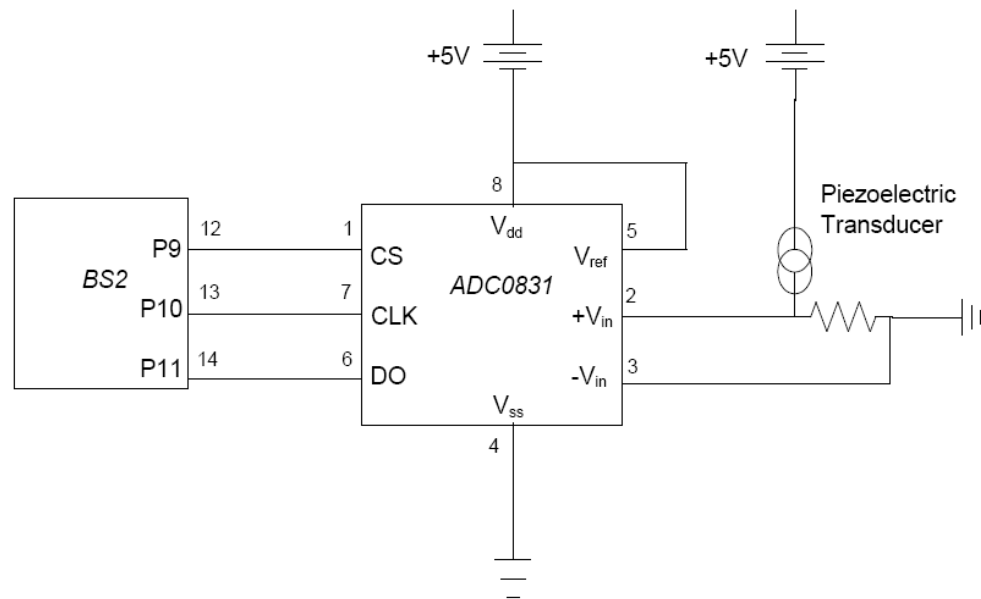 +5V
+5V
8
Piezoelectric
Transducer
V_dd
5
V_ref
12
1
P9
CS
BS2
ADC0831
13
7
2
P10
CLK
+V_in
14
6
3
P11
DO
-V_in
V_ss
4